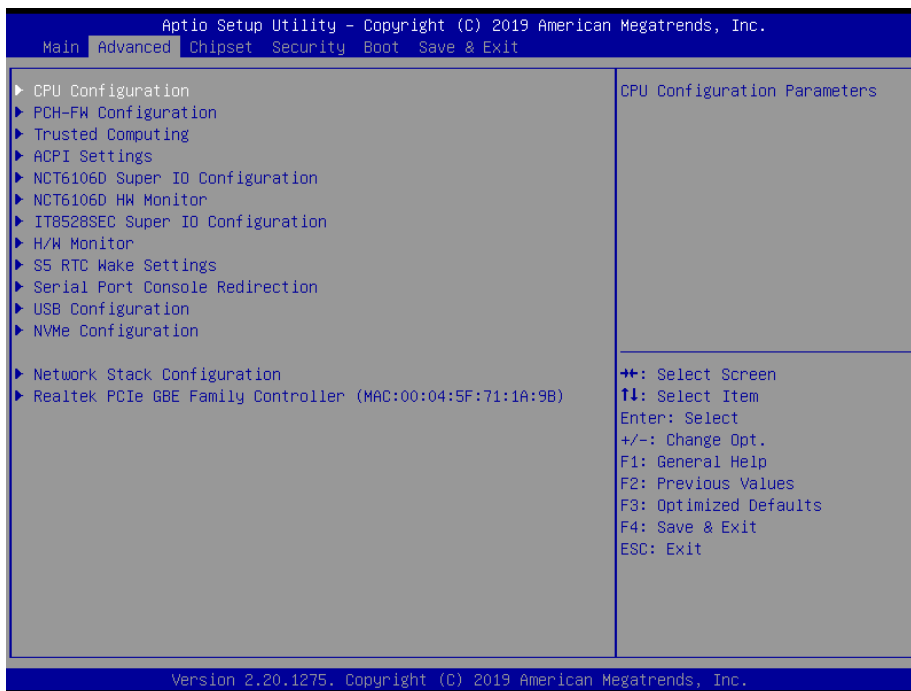 Aptio Setup Utility – Copyright (C) 2019 American Megatrends, Inc.
Main Advanced Chipset Security Boot Save & Exit
CPU Configuration
PCH-FW Configuration
Trusted Computing
ACPI Settings
NCT6106D Super IO Configuration
NCT6106D HW Monitor
IT8528SEC Super IO Configuration
H/W Monitor
S5 RTC Wake Settings
Serial Port Console Redirection
USB Configuration
NVMe Configuration
Network Stack Configuration
Realtek PCIe GBE Family Controller (MAC:00:04:5F:71:1A:9B)
CPU Configuration Parameters
→←: Select Screen
↑↓: Select Item
Enter: Select
+/-: Change Opt.
F1: General Help
F2: Previous Values
F3: Optimized Defaults
F4: Save & Exit
ESC: Exit
Version 2.20.1275. Copyright (C) 2019 American Megatrends, Inc.